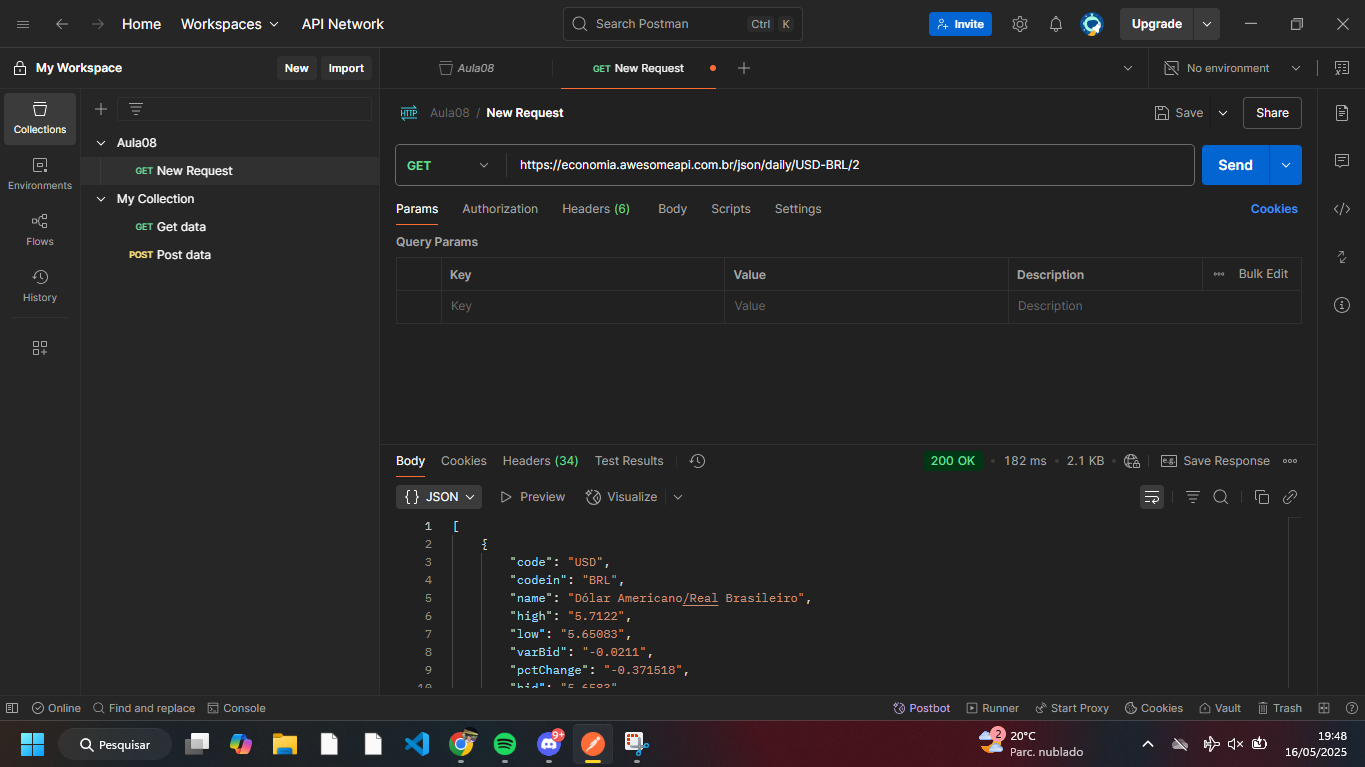 Home Workspaces API Network Search Postman Ctrl K Invite Upgrade
My Workspace New Import Aula08 GET New Request No environment
Collections
Environments
Flows
History
Aula08
GET New Request
My Collection
GET Get data
POST Post data
HTTP Aula08 / New Request Save Share
GET https://economia.awesomeapi.com.br/json/daily/USD-BRL/2 Send
Params Authorization Headers (6) Body Scripts Settings Cookies
Query Params
Key Value Description Bulk Edit
Key Value Description
Body Cookies Headers (34) Test Results 200 OK • 182 ms • 2.1 KB • e.g. Save Response
{} JSON Preview Visualize
1 [
2 {
3 "code": "USD",
4 "codein": "BRL",
5 "name": "Dólar Americano/Real Brasileiro",
6 "high": "5.7122",
7 "low": "5.65083",
8 "varBid": "-0.0211",
9 "pctChange": "-0.371518",
10 "bid": "5.6583"
Online Find and replace Console Postbot Runner Start Proxy Cookies Vault Trash
Pesquisar 9+ 2 20°C 19:48
Parc. nublado 16/05/2025